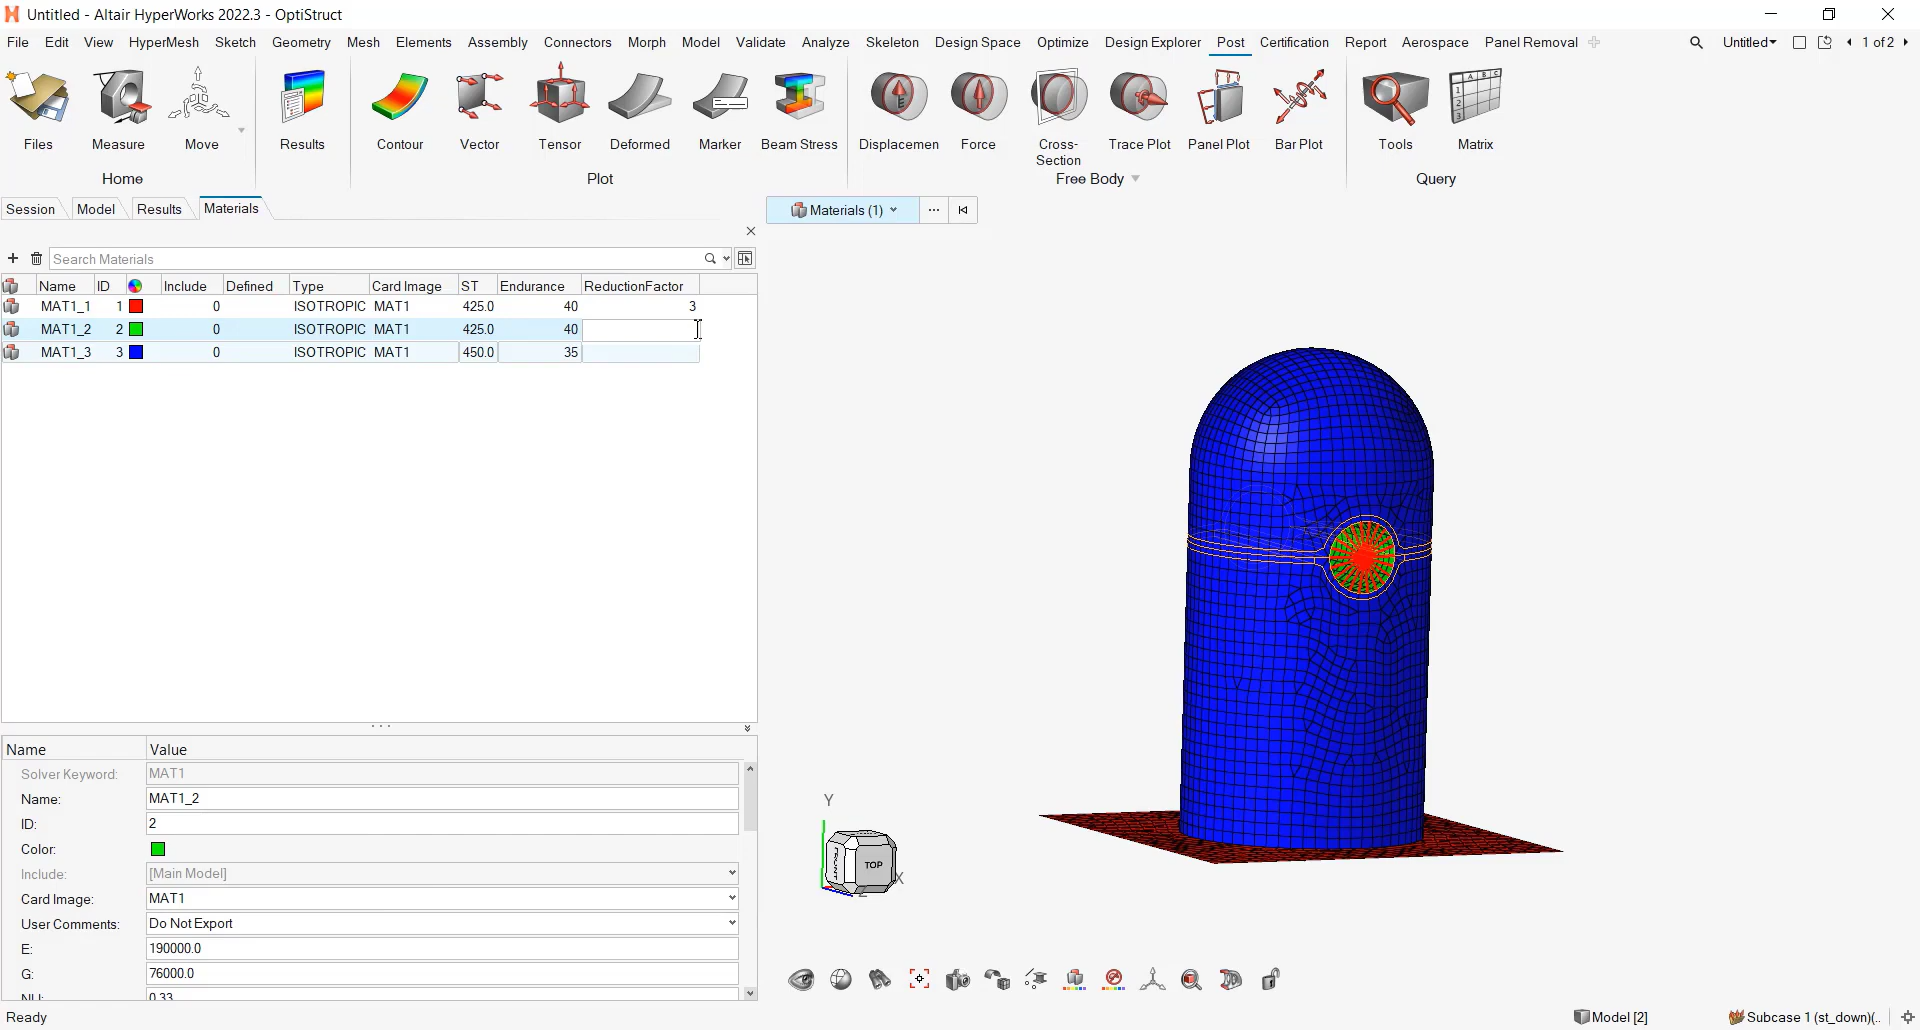 Untitled - Altair HyperWorks 2022.3 - OptiStruct
File Edit View HyperMesh Sketch Geometry Mesh Elements Assembly Connectors Morph Model Validate Analyze Skeleton Design Space Optimize Design Explorer Post Certification Report Aerospace Panel Removal Untitled 1 of 2
Files Measure Move Results Contour Vector Tensor Deformed Marker Beam Stress Displacemen Force Cross-Section Trace Plot Panel Plot Bar Plot Tools Matrix
Home Plot Free Body Query
Session Model Results Materials Materials (1)
Search Materials
Name ID Include Defined Type Card Image ST Endurance ReductionFactor
MAT1_1 1 0 ISOTROPIC MAT1 425.0 40 3
MAT1_2 2 0 ISOTROPIC MAT1 425.0 40
MAT1_3 3 0 ISOTROPIC MAT1 450.0 35
Name Value
Solver Keyword: MAT1
Name: MAT1_2
ID: 2
Color:
Include: [Main Model]
Card Image: MAT1
User Comments: Do Not Export
E: 190000.0
G: 76000.0
NU: 0.33
Y
FRONT TOP
X
Z
Ready Model [2] Subcase 1 (st_down)(..